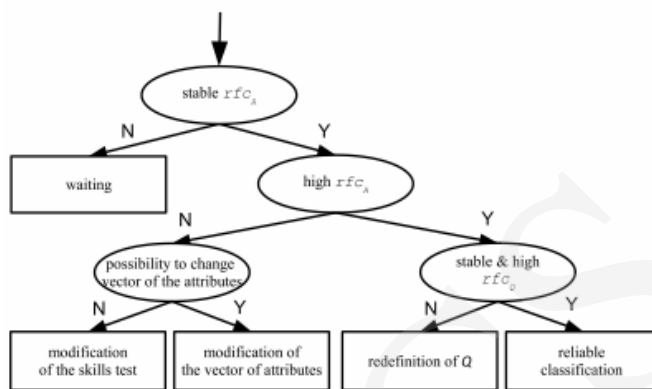 stable rfc_A
N Y
waiting
high rfc_A
N Y
possibility to change
vector of the attributes
stable & high
rfc_Q
N Y N Y
modification
of the skills test
modification of
the vector of attributes
redefinition of Q
reliable
classification